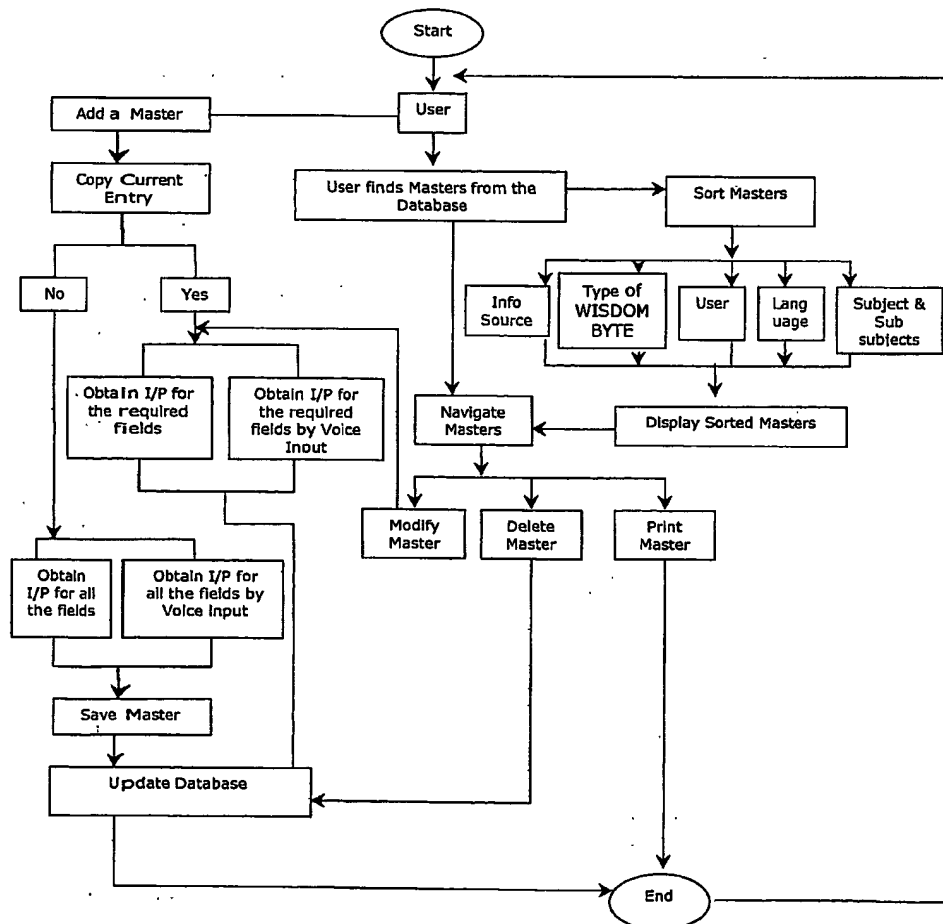 Start
User
Add a Master
Copy Current
Entry
User finds Masters from the
Database
Sort Masters
No
Yes
Info
Source
Type of
WISDOM
BYTE
User
Lang
uage
Subject &
Sub
subjects
Obtain I/P for
the required
fields
Obtain I/P for
the required
fields by Voice
Input
Navigate
Masters
Display Sorted Masters
Modify
Master
Delete
Master
Print
Master
Obtain
I/P for all
the fields
Obtain I/P for
all the fields by
Voice input
Save Master
Update Database
End